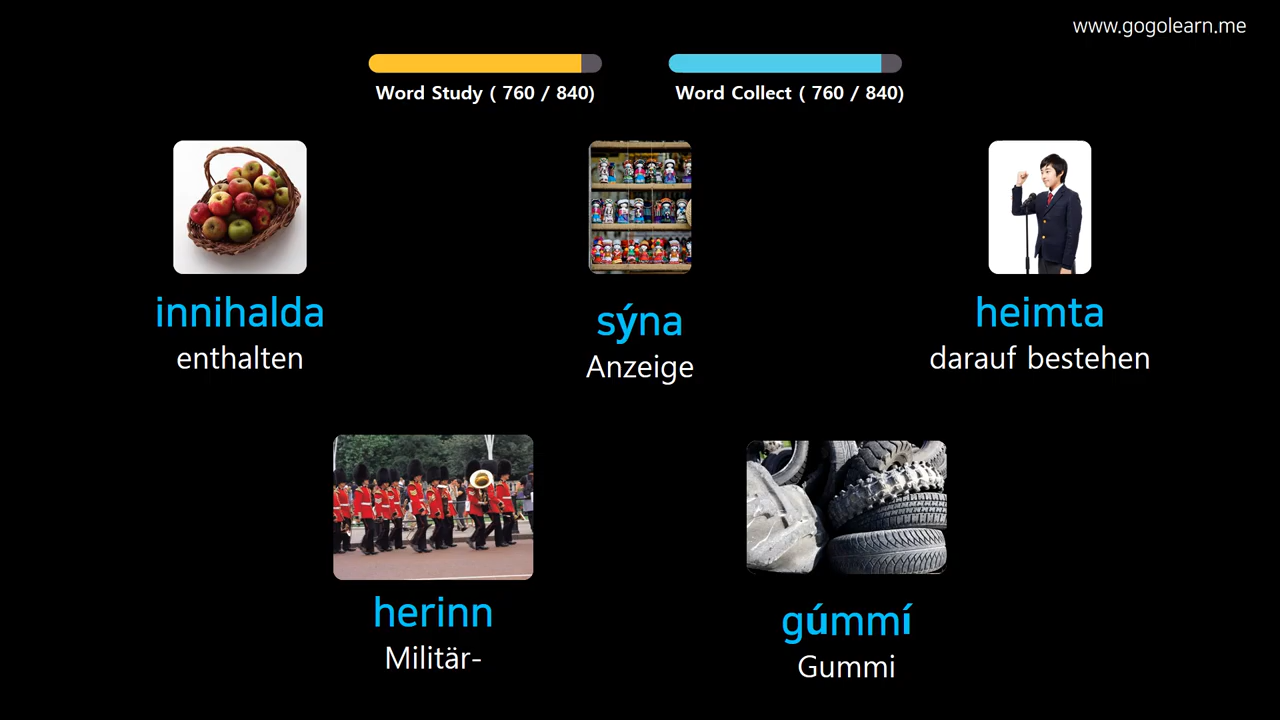 www.gogolearn.me
Word Study ( 760 / 840)
Word Collect ( 760 / 840)
innihalda
enthalten
sýna
Anzeige
heimta
darauf bestehen
herinn
Militär-
gúmmí
Gummi